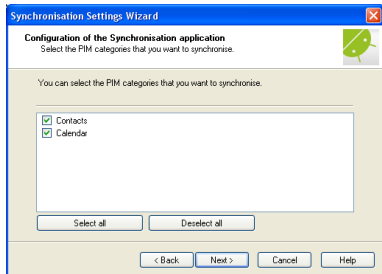 Synchronisation Settings Wizard
Configuration of the Synchronisation application
Select the PIM categories that you want to synchronise.
You can select the PIM categories that you want to synchronise.
Contacts
Calendar
Select all Deselect all
< Back Next > Cancel Help